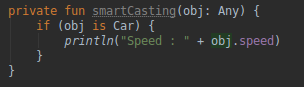 private fun smartCasting(obj: Any) {
    if (obj is Car) {
        println("Speed : " + obj.speed)
    }
}